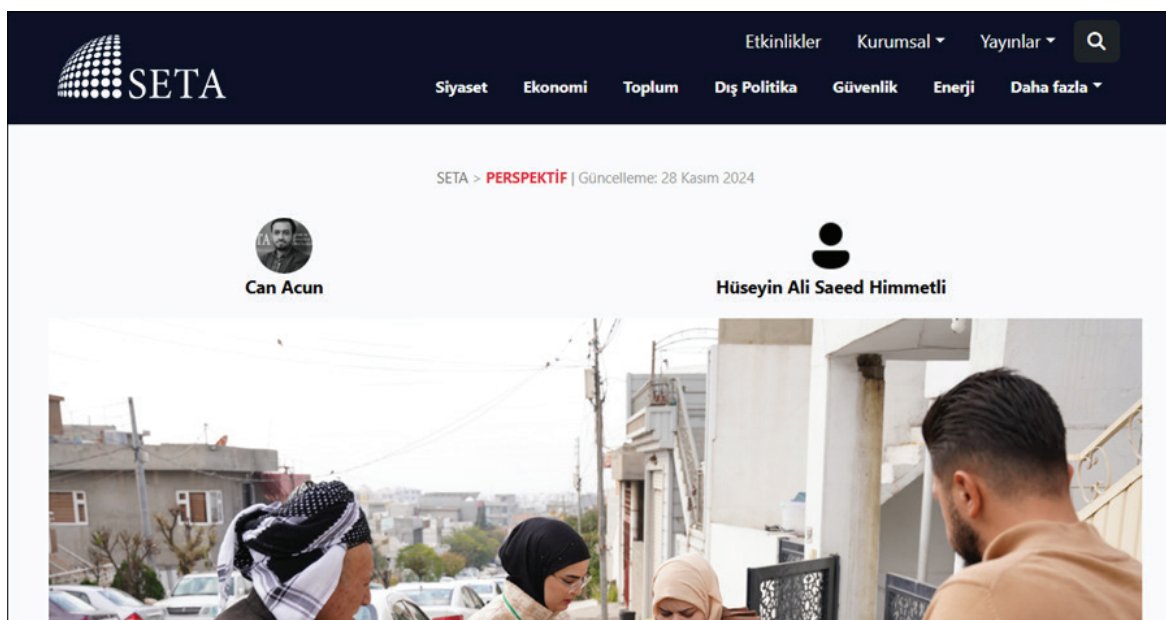 Etkinlikler Kurumsal Yayınlar
SETA
Siyaset Ekonomi Toplum Dış Politika Güvenlik Enerji Daha fazla
SETA > PERSPEKTİF | Güncelleme: 28 Kasım 2024
Can Acun
Hüseyin Ali Saeed Himmetli